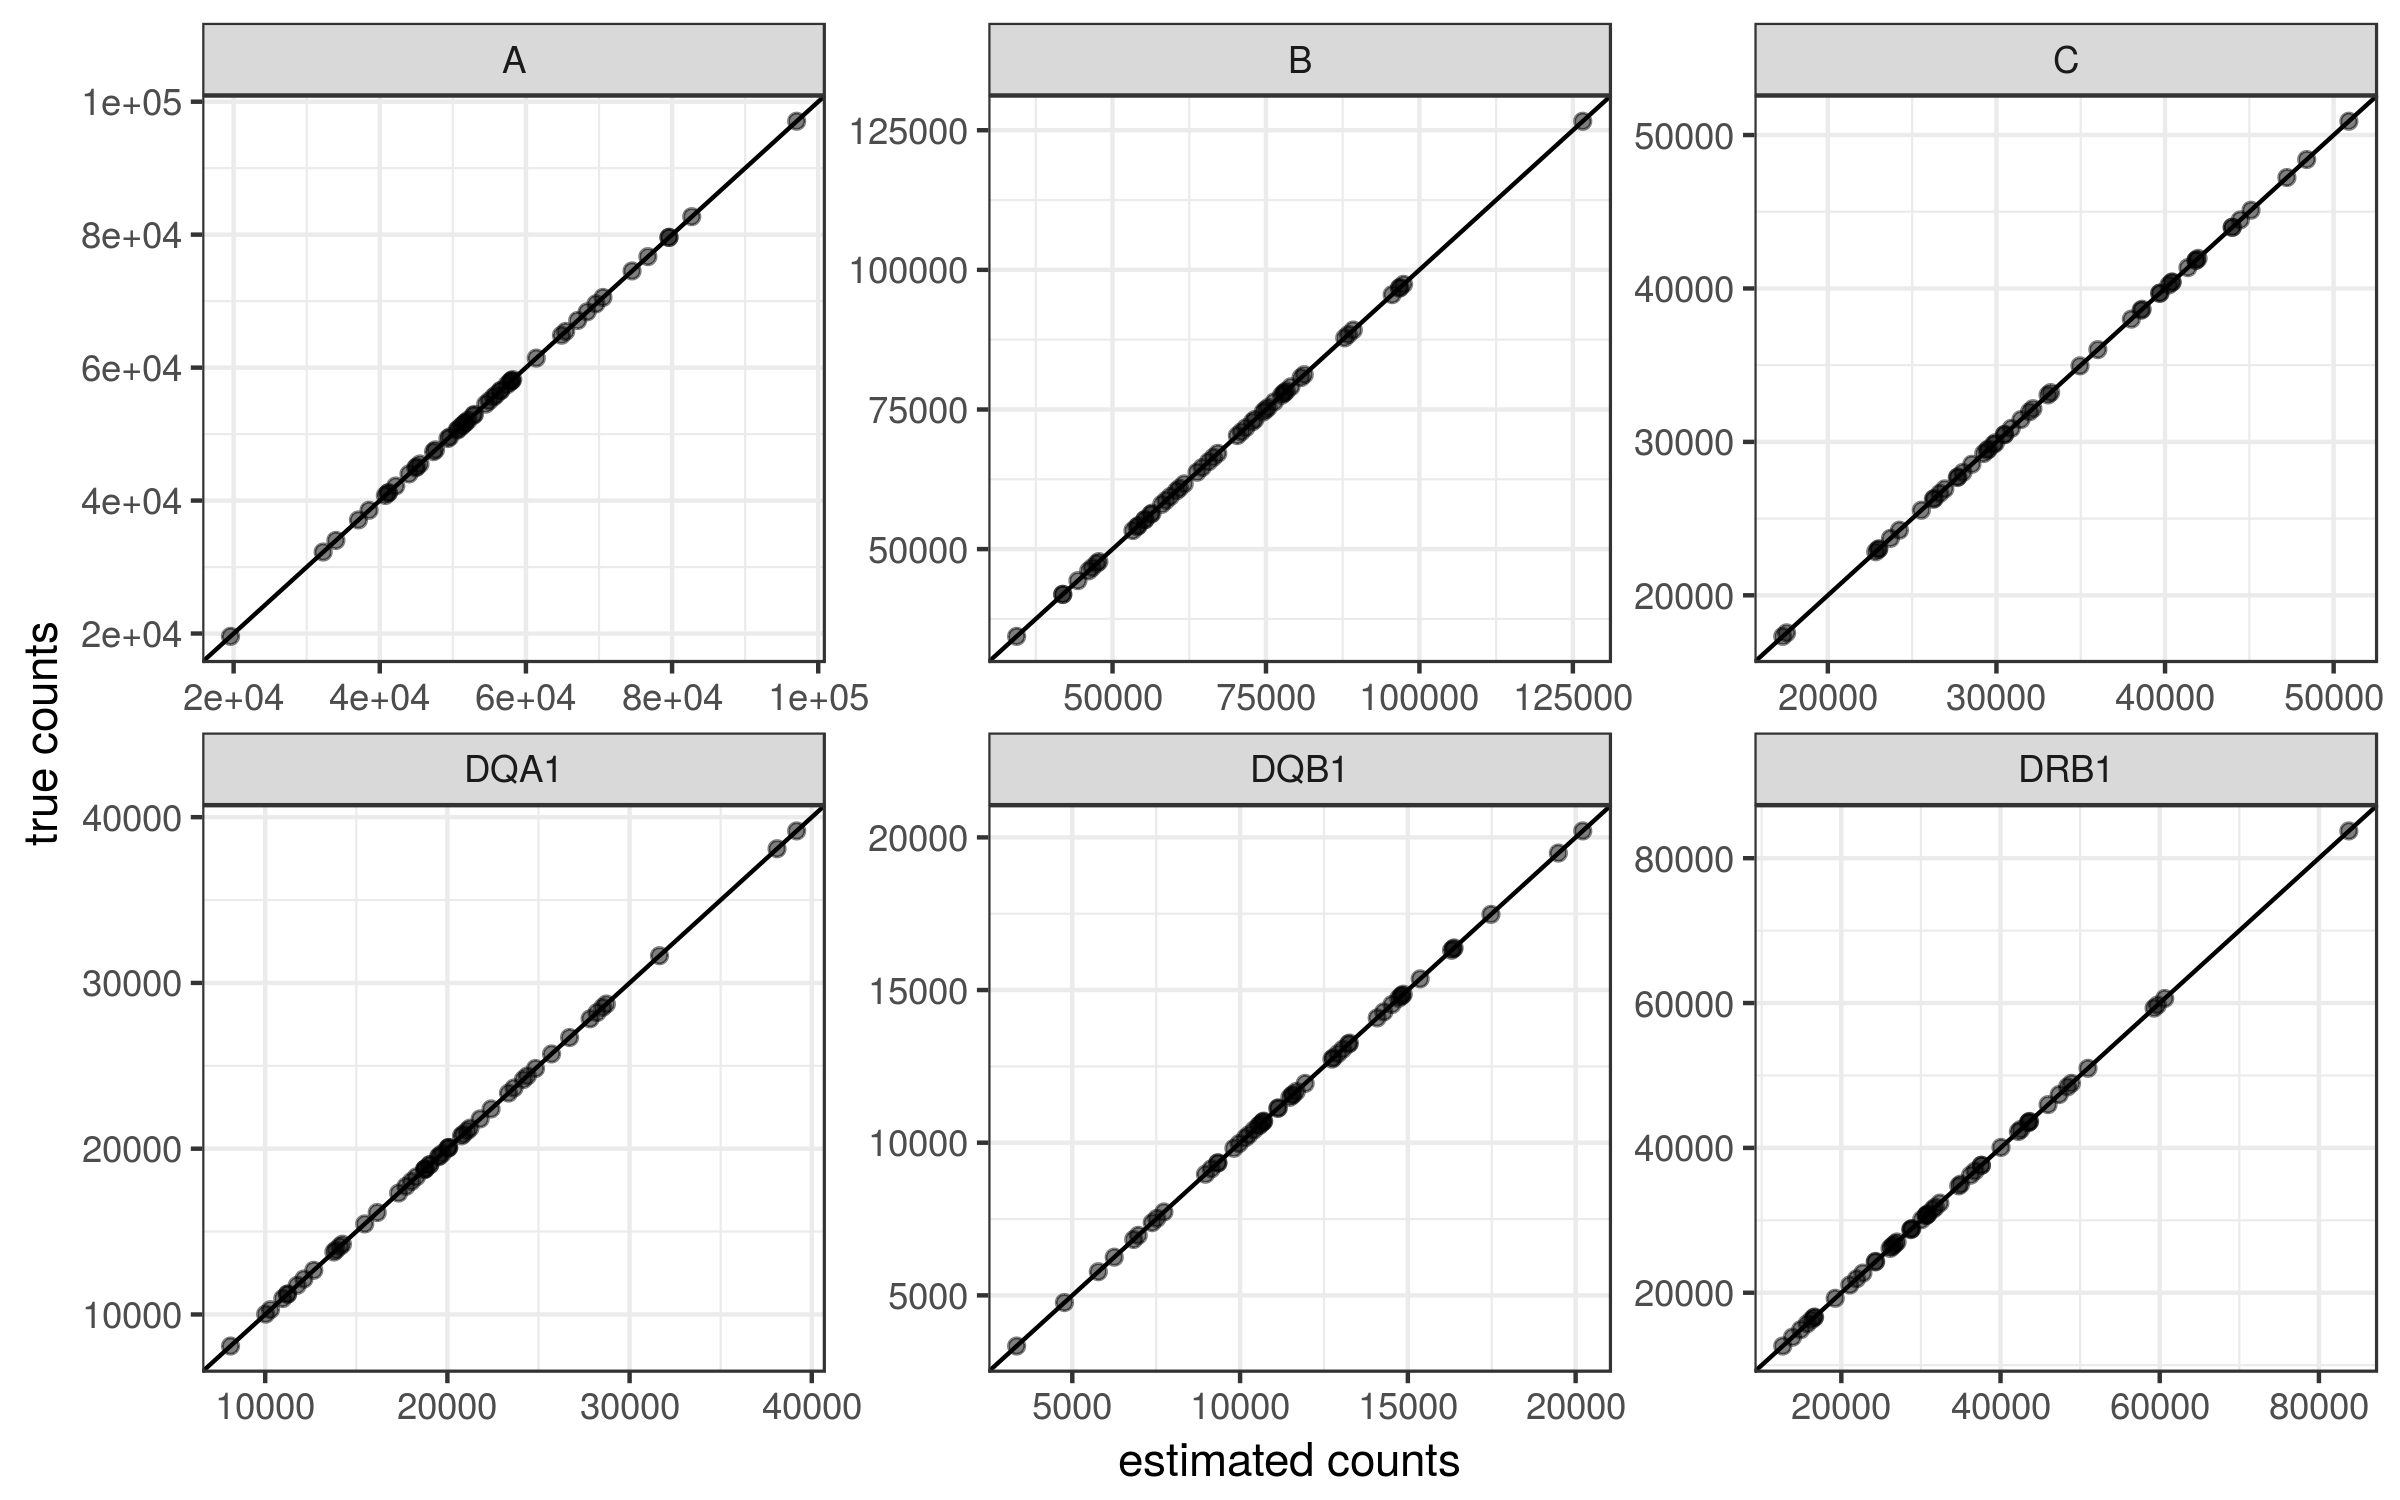 A
B
C
1e+05
8e+04
6e+04
4e+04
2e+04
125000
100000
75000
50000
50000
40000
30000
20000
2e+04 4e+04 6e+04 8e+04 1e+05
50000 75000 100000 125000
20000 30000 40000 50000
true counts
DQA1
DQB1
DRB1
40000
30000
20000
10000
20000
15000
10000
5000
80000
60000
40000
20000
10000 20000 30000 40000
5000 10000 15000 20000
20000 40000 60000 80000
estimated counts